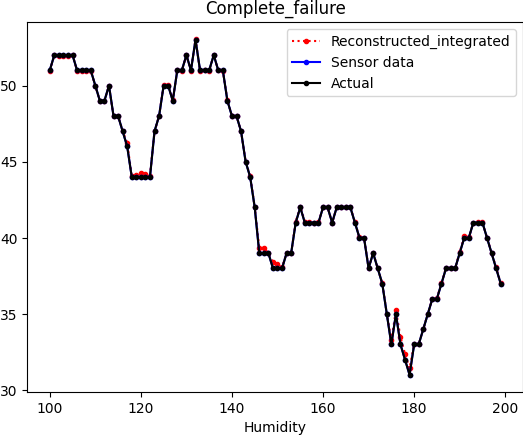 Complete_failure
Reconstructed_integrated
Sensor data
Actual
50
45
40
35
30
100 120 140 160 180 200
Humidity